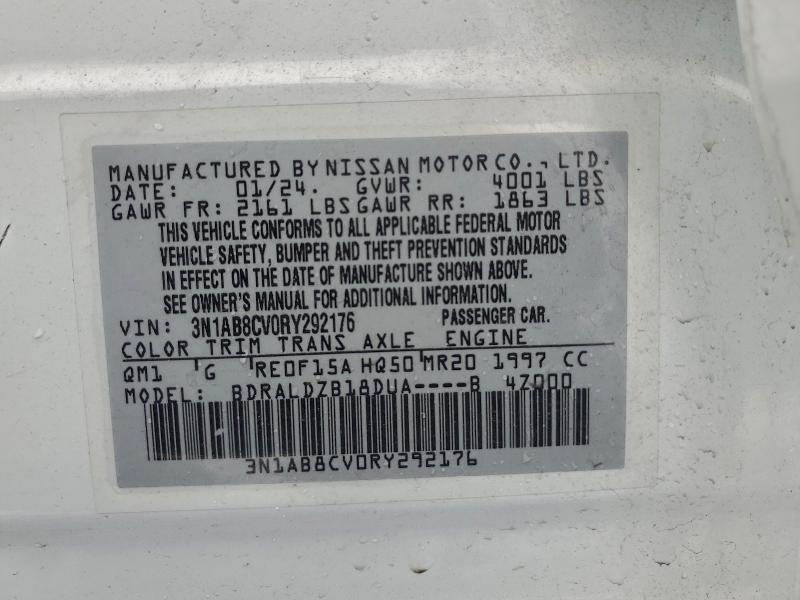 MANUFACTURED BY NISSAN MOTOR CO., LTD.
DATE: 01/24. GVWR: 4001 LBS
GAWR FR: 2161 LBS GAWR RR: 1863 LBS
THIS VEHICLE CONFORMS TO ALL APPLICABLE FEDERAL MOTOR
VEHICLE SAFETY, BUMPER AND THEFT PREVENTION STANDARDS
IN EFFECT ON THE DATE OF MANUFACTURE SHOWN ABOVE.
SEE OWNER'S MANUAL FOR ADDITIONAL INFORMATION.
VIN: 3N1AB8CV0RY292176 PASSENGER CAR.
COLOR TRIM TRANS AXLE ENGINE
QM1 G RE0F15A HQ50 MR20 1997 CC
MODEL: BDRALDZB18DUA----B 4Z000
3N1AB8CV0RY292176